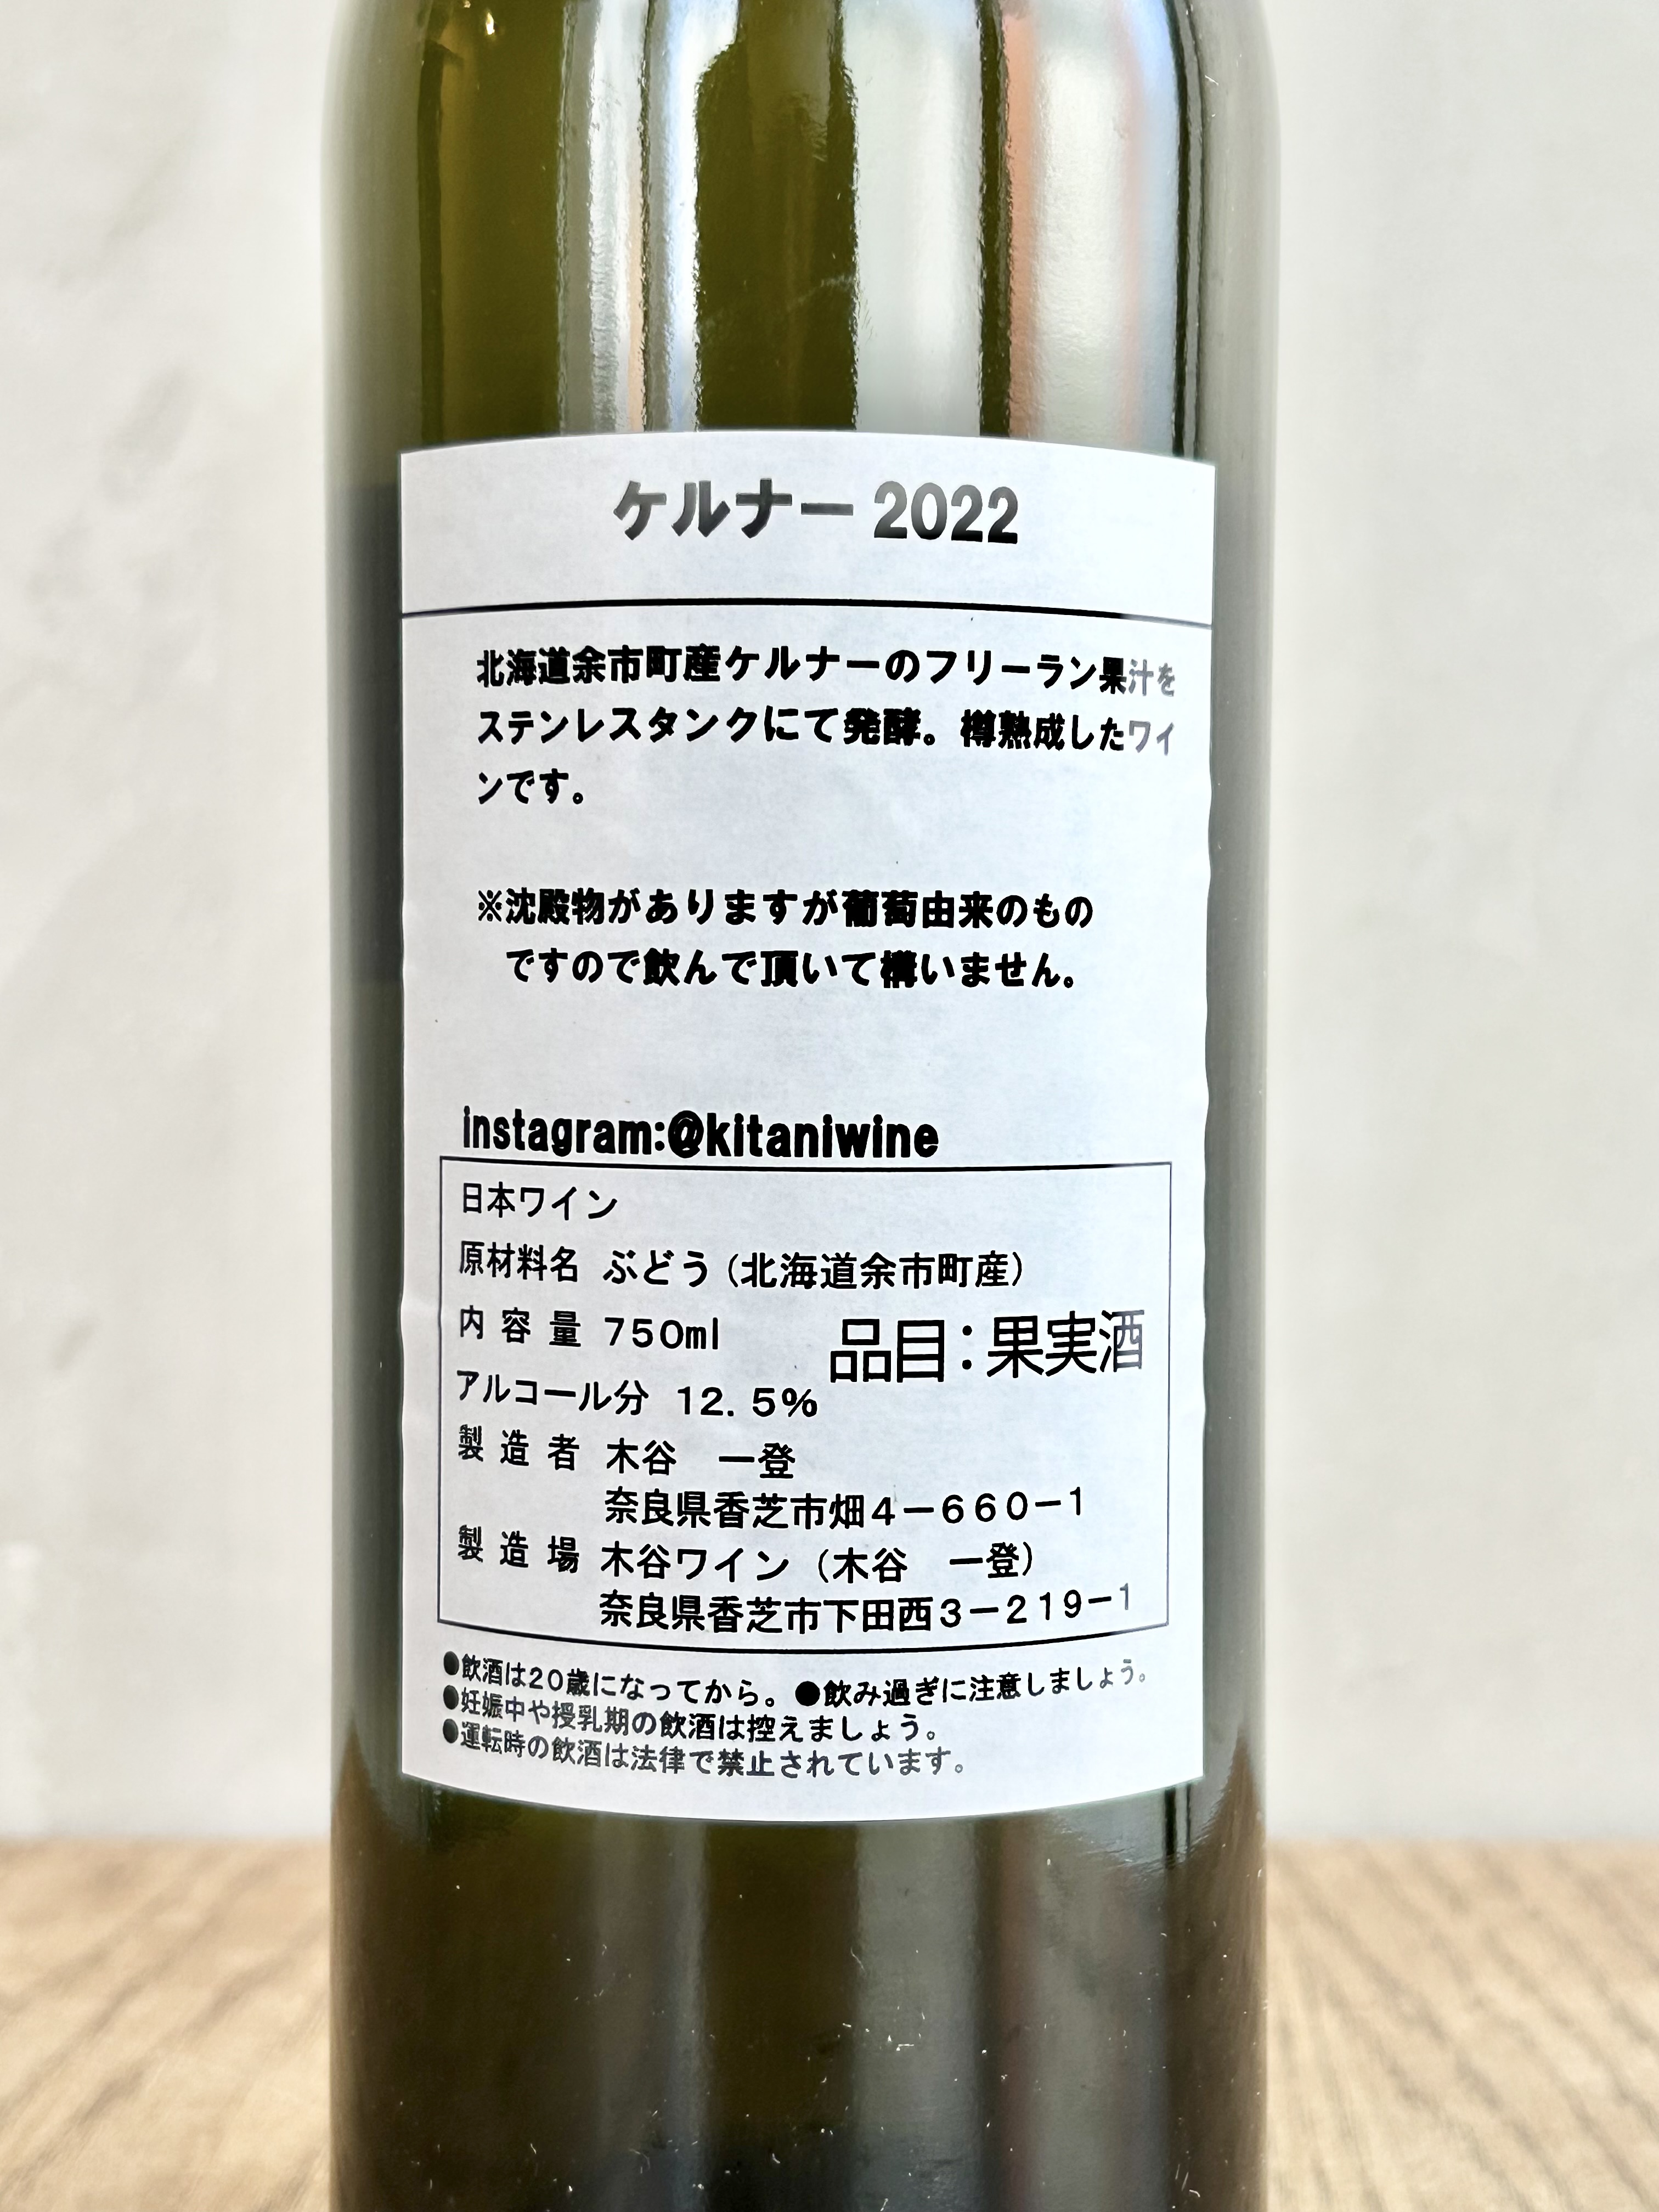 ケルナー 2022
北海道余市町産ケルナーのフリーラン果汁を
ステンレスタンクにて発酵。樽熟成したワイ
ンです。
※沈殿物がありますが葡萄由来のもの
ですので飲んで頂いて構いません。
instagram:@kitaniwine
日本ワイン
原材料名 ぶどう(北海道余市町産)
内容量 750ml 品目:果実酒
アルコール分 12.5%
製造者 木谷 一登
奈良県香芝市畑4-660-1
製造場 木谷ワイン(木谷 一登)
奈良県香芝市下田西3-219-1
●飲酒は20歳になってから。●飲み過ぎに注意しましょう。
●妊娠中や授乳期の飲酒は控えましょう。
●運転時の飲酒は法律で禁止されています。